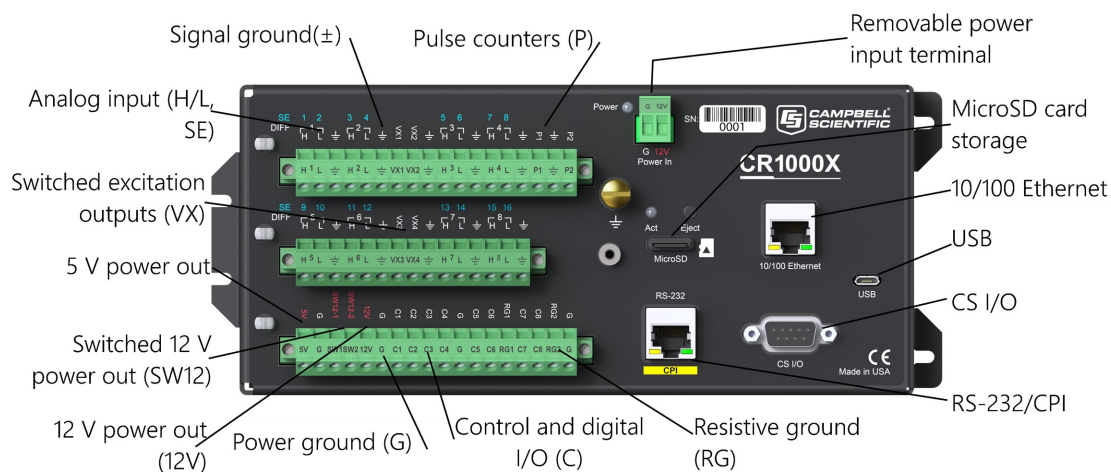 Signal ground(±)
Pulse counters (P)
Removable power
input terminal
Analog input (H/L,
SE)
MicroSD card
storage
Switched excitation
outputs (VX)
10/100 Ethernet
USB
5 V power out
CS I/O
Switched 12 V
power out (SW12)
RS-232/CPI
12 V power out
(12V)
Power ground (G)
Control and digital
I/O (C)
Resistive ground
(RG)
SE 1 2 3 4 VX1 VX2 5 6 7 8 P1 P2
DIFF 1 2 3 4
H L H L H L H L
H 1 L H 2 L VX1 VX2 H 3 L H 4 L P1 P2
SE 9 10 11 12 VX3 VX4 13 14 15 16
DIFF 5 6 7 8
H L H L H L H L
H 5 L H 6 L VX3 VX4 H 7 L H 8 L
5V G SW12-1 SW12-2 12V G C1 C2 C3 C4 G C5 C6 RG1 C7 C8 RG2 G
5V G SW1 SW2 12V G C1 C2 C3 C4 G C5 C6 RG1 C7 C8 RG2 G
Power
G 12V
G 12V
Power In
SN:
0001
CAMPBELL
SCIENTIFIC
CR1000X
Act Eject
MicroSD
10/100 Ethernet
USB
RS-232
CPI
CS I/O
CE
Made in USA